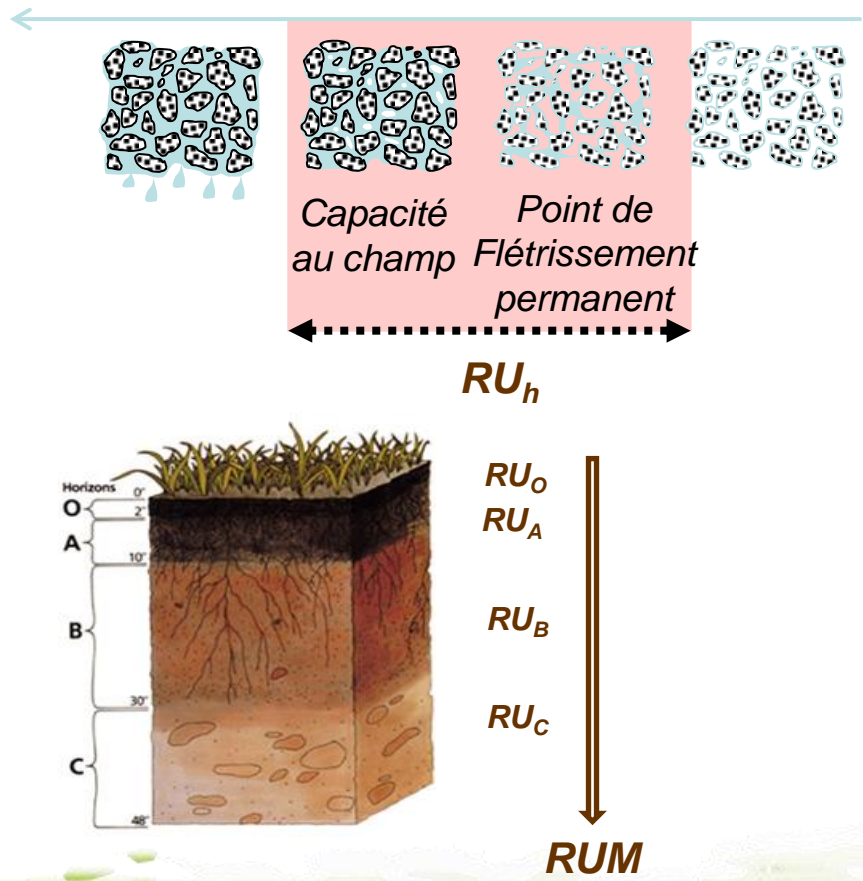 Capacité
au champ
Point de
Flétrissement
permanent
RUh
Horizons
0"
O
2"
A
10"
B
30"
C
48"
RUO
RUA
RUB
RUC
RUM